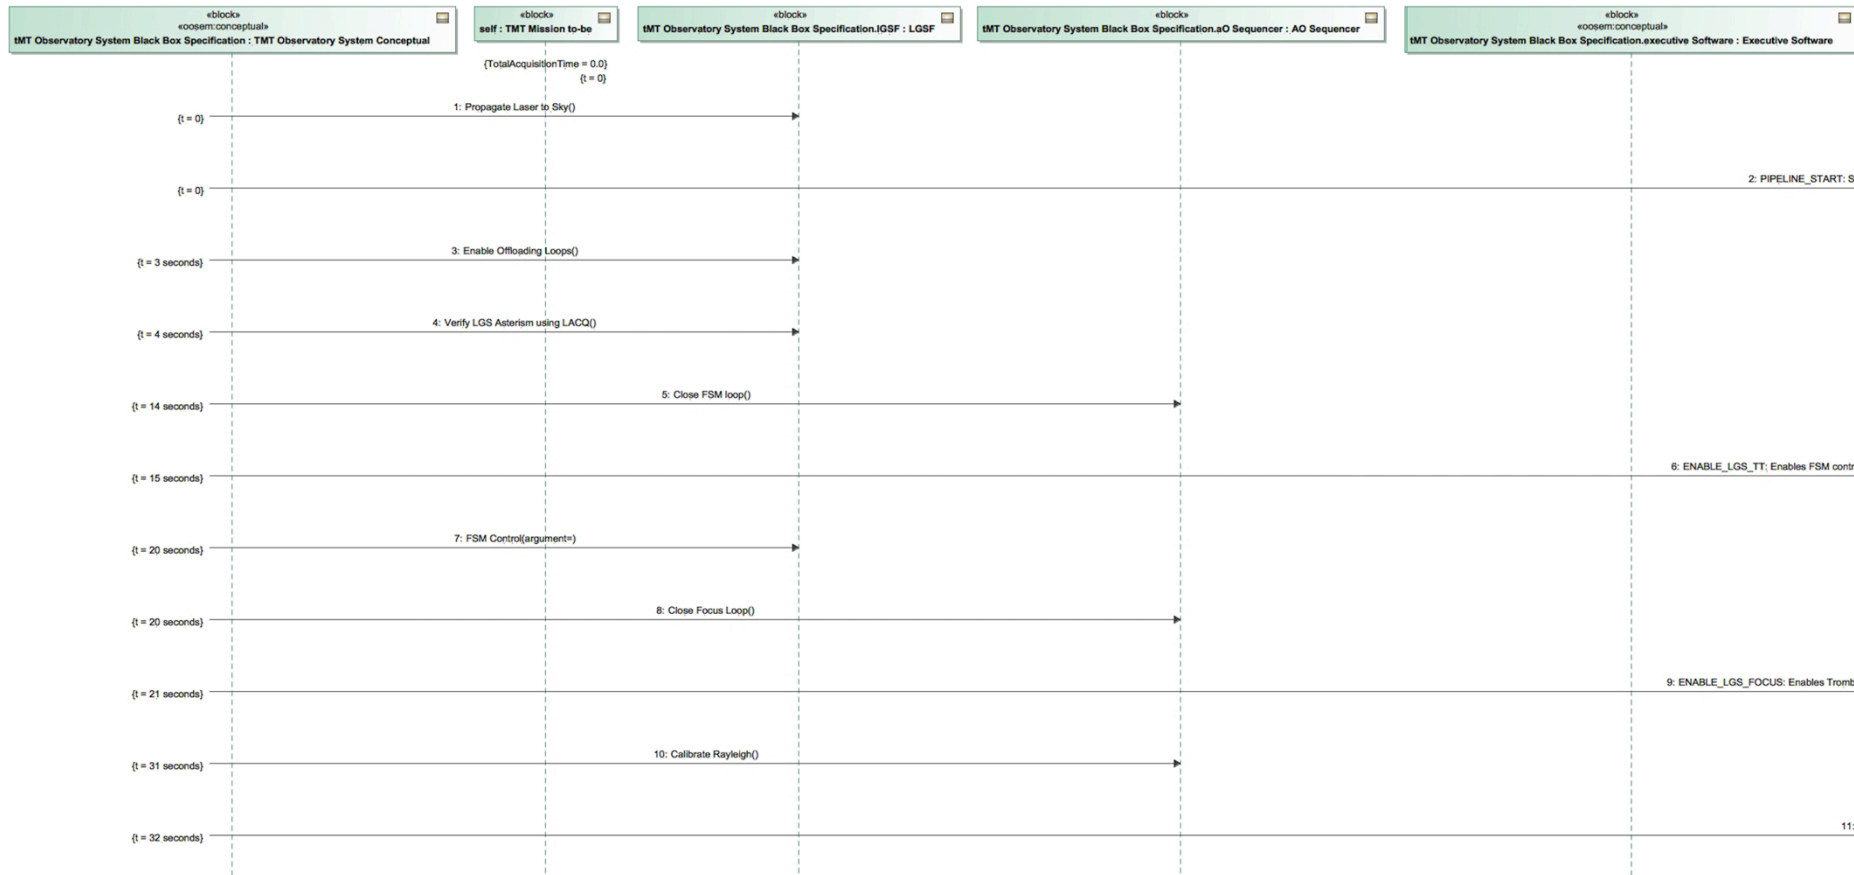 «block»
«oosem:conceptual»
tMT Observatory System Black Box Specification : TMT Observatory System Conceptual
«block»
self : TMT Mission to-be
«block»
tMT Observatory System Black Box Specification.lGSF : LGSF
«block»
tMT Observatory System Black Box Specification.aO Sequencer : AO Sequencer
«block»
«oosem:conceptual»
tMT Observatory System Black Box Specification.executive Software : Executive Software
{TotalAcquisitionTime = 0.0}
{t = 0}
1: Propagate Laser to Sky()
{t = 0}
2: PIPELINE_START: S
{t = 0}
3: Enable Offloading Loops()
{t = 3 seconds}
4: Verify LGS Asterism using LACQ()
{t = 4 seconds}
5: Close FSM loop()
{t = 14 seconds}
6: ENABLE_LGS_TT: Enables FSM contr
{t = 15 seconds}
7: FSM Control(argument=)
{t = 20 seconds}
8: Close Focus Loop()
{t = 20 seconds}
9: ENABLE_LGS_FOCUS: Enables Tromb
{t = 21 seconds}
10: Calibrate Rayleigh()
{t = 31 seconds}
11:
{t = 32 seconds}